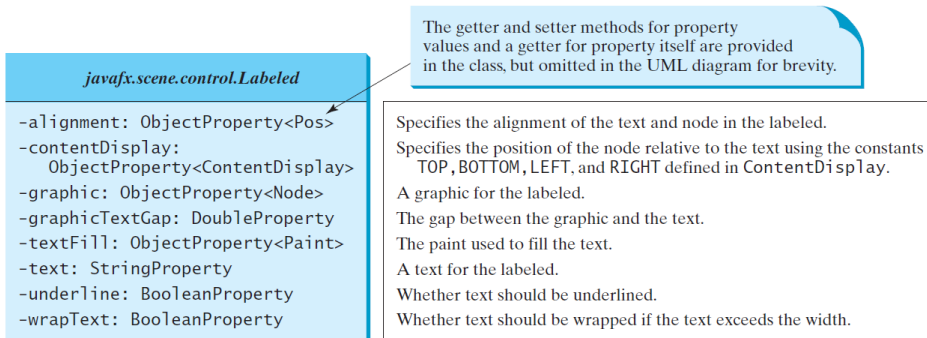 The getter and setter methods for property
values and a getter for property itself are provided
in the class, but omitted in the UML diagram for brevity.
javafx.scene.control.Labeled
-alignment: ObjectProperty<Pos>
Specifies the alignment of the text and node in the labeled.
-contentDisplay:
ObjectProperty<ContentDisplay>
Specifies the position of the node relative to the text using the constants
TOP, BOTTOM, LEFT, and RIGHT defined in ContentDisplay.
-graphic: ObjectProperty<Node>
A graphic for the labeled.
-graphicTextGap: DoubleProperty
The gap between the graphic and the text.
-textFill: ObjectProperty<Paint>
The paint used to fill the text.
-text: StringProperty
A text for the labeled.
-underline: BooleanProperty
Whether text should be underlined.
-wrapText: BooleanProperty
Whether text should be wrapped if the text exceeds the width.